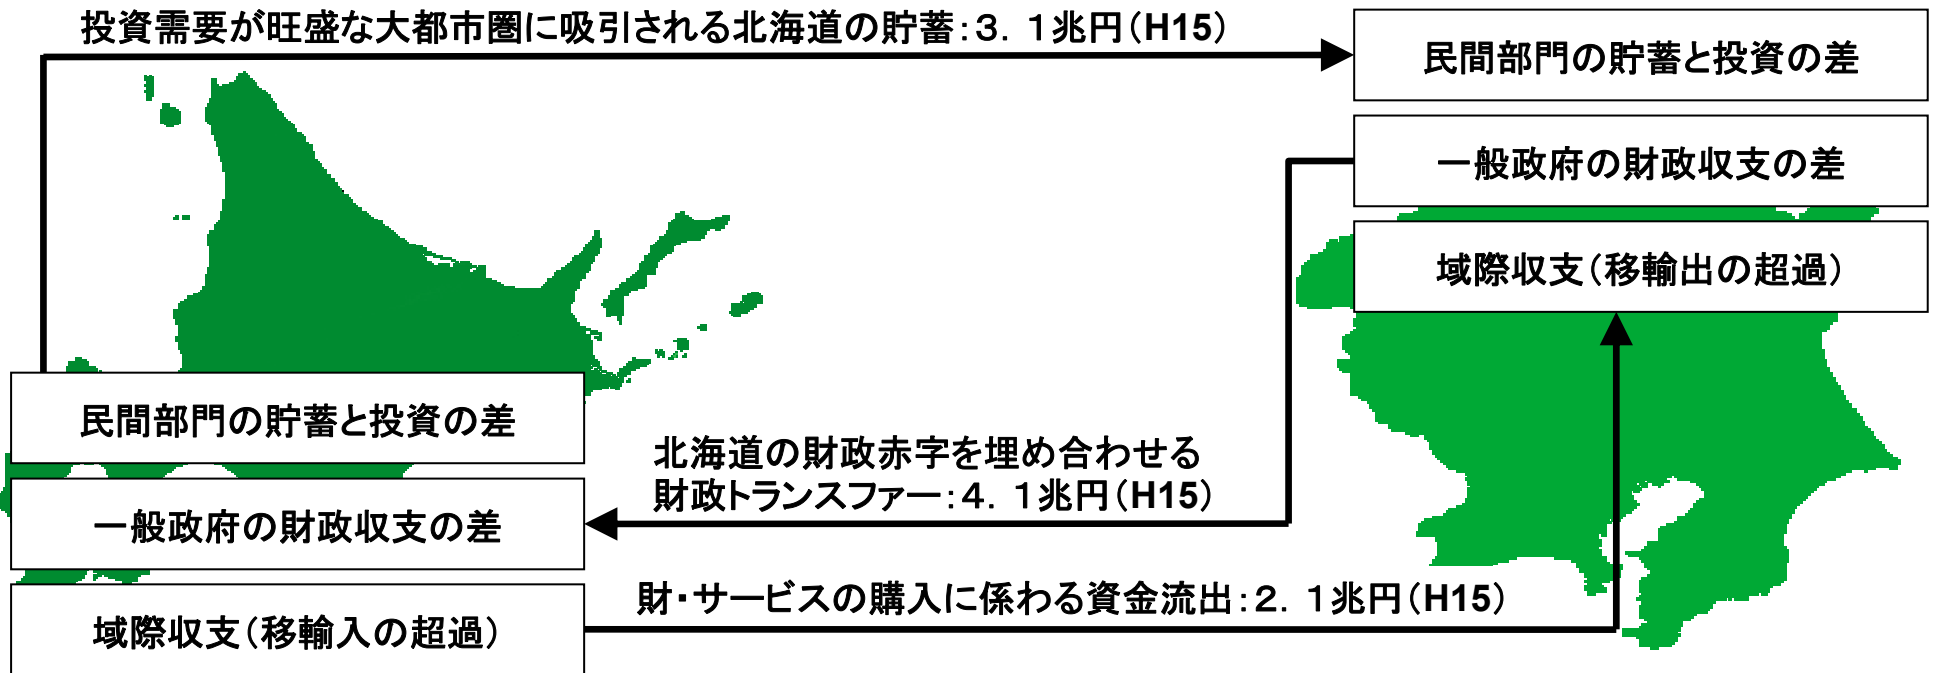 投資需要が旺盛な大都市圏に吸引される北海道の貯蓄：３．１兆円（H15）
民間部門の貯蓄と投資の差
一般政府の財政収支の差
域際収支（移輸出の超過）
民間部門の貯蓄と投資の差
北海道の財政赤字を埋め合わせる
財政トランスファー：４．１兆円（H15）
一般政府の財政収支の差
財・サービスの購入に係わる資金流出：２．１兆円（H15）
域際収支（移輸入の超過）